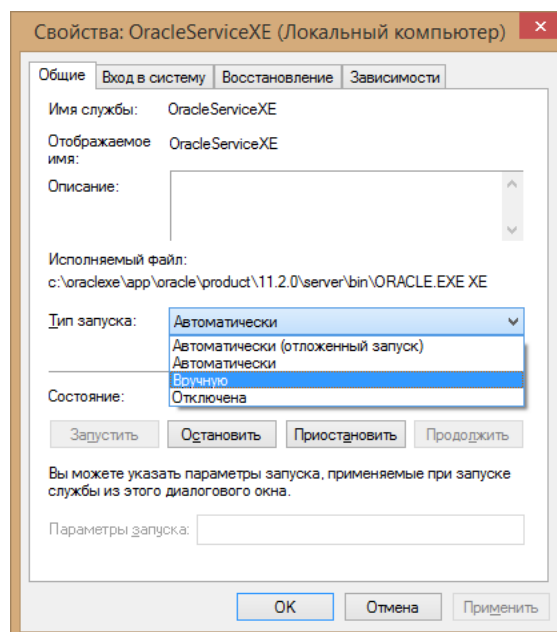 Свойства: OracleServiceXE (Локальный компьютер)
Общие Вход в систему Восстановление Зависимости
Имя службы: OracleServiceXE
Отображаемое имя: OracleServiceXE
Описание:
Исполняемый файл:
c:\oraclexe\app\oracle\product\11.2.0\server\bin\ORACLE.EXE XE
Тип запуска: Автоматически
Автоматически (отложенный запуск)
Автоматически
Вручную
Состояние: Отключена
Запустить Остановить Приостановить Продолжить
Вы можете указать параметры запуска, применяемые при запуске
службы из этого диалогового окна.
Параметры запуска:
OK Отмена Применить